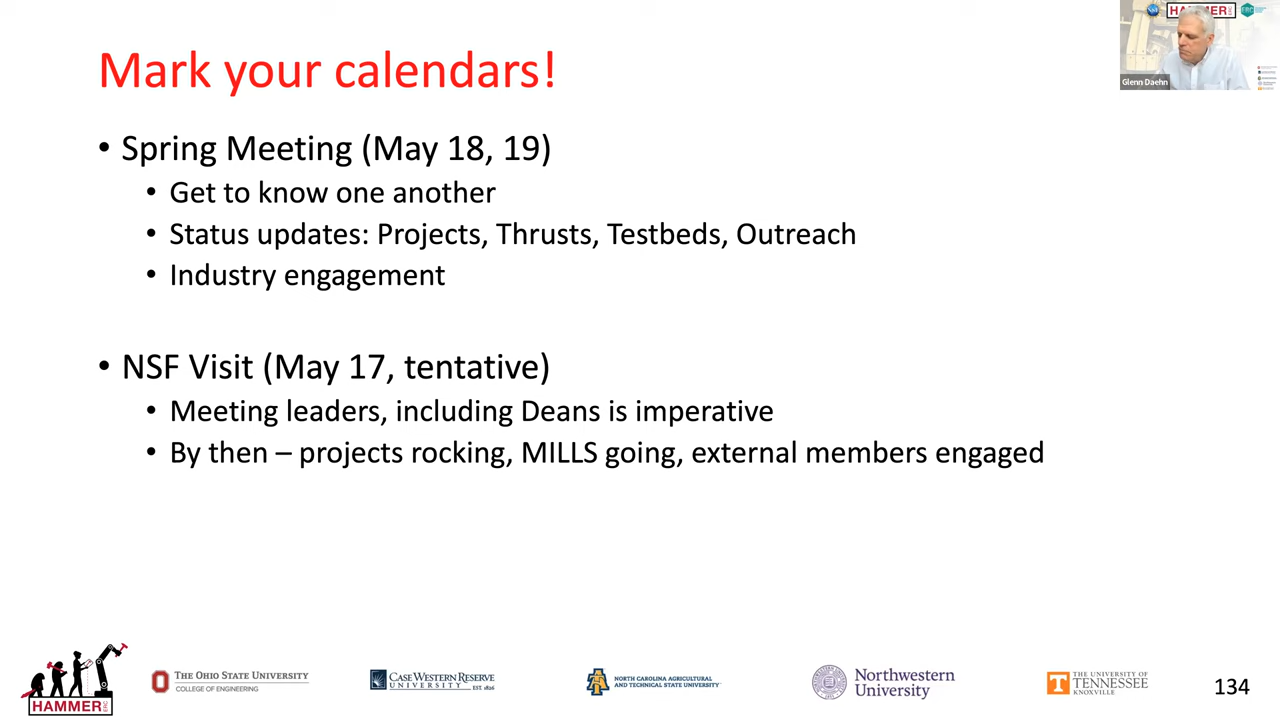 HAMMER
Glenn Daehn
Mark your calendars!
• Spring Meeting (May 18, 19)
• Get to know one another
• Status updates: Projects, Thrusts, Testbeds, Outreach
• Industry engagement
• NSF Visit (May 17, tentative)
• Meeting leaders, including Deans is imperative
• By then – projects rocking, MILLS going, external members engaged
HAMMER ERC
THE OHIO STATE UNIVERSITY
COLLEGE OF ENGINEERING
CASE WESTERN RESERVE
UNIVERSITY EST. 1826
NORTH CAROLINA AGRICULTURAL
AND TECHNICAL STATE UNIVERSITY
Northwestern
University
THE UNIVERSITY OF
TENNESSEE
KNOXVILLE
134